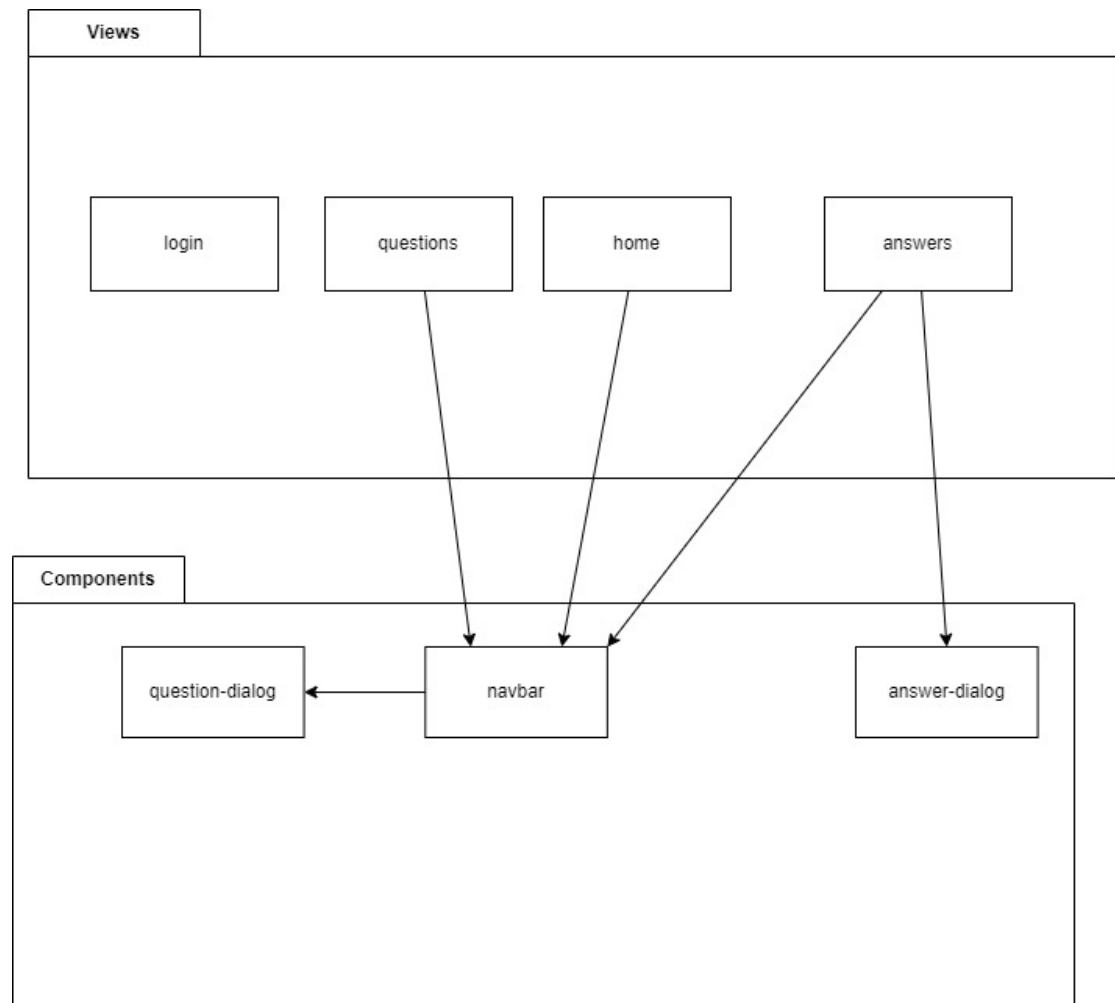 Views
login
questions
home
answers
Components
question-dialog
navbar
answer-dialog